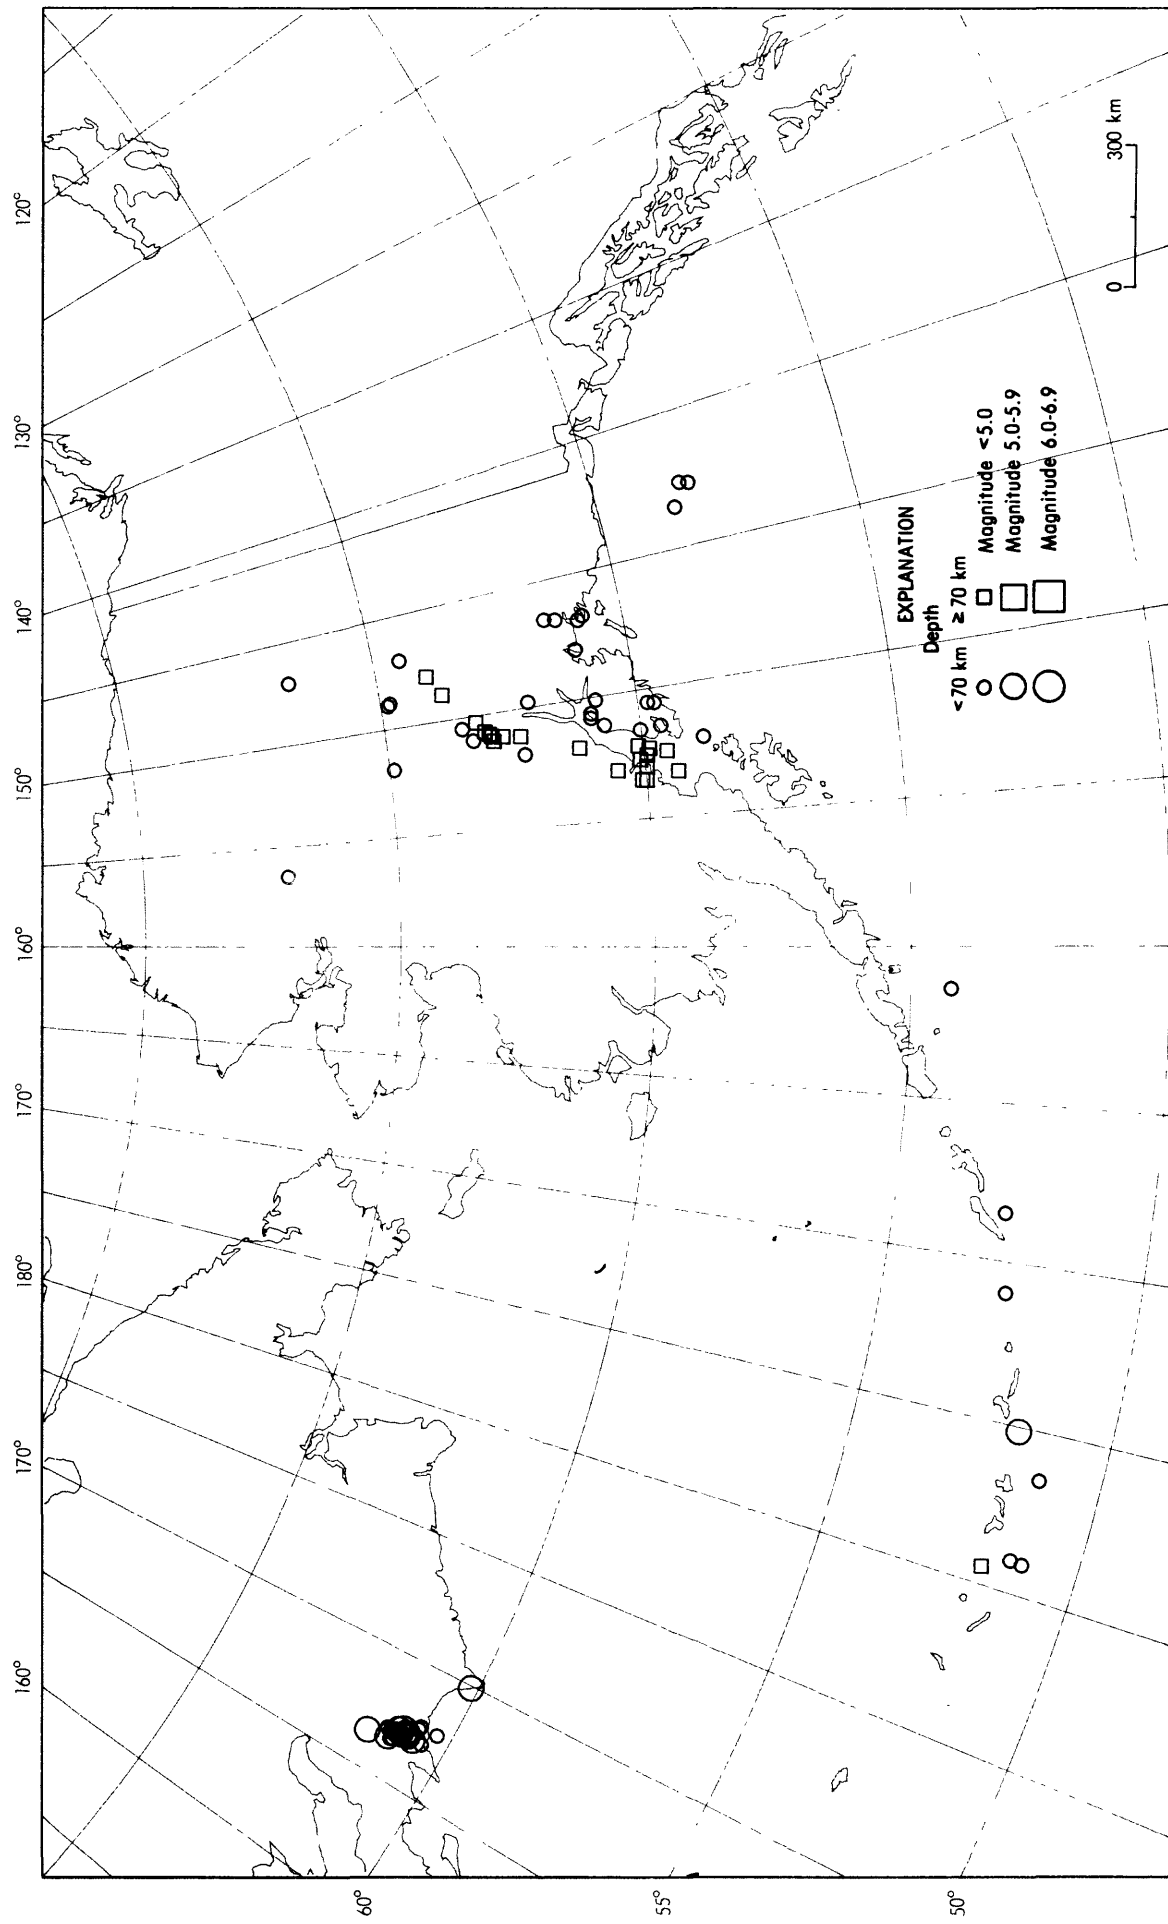 120°
130°
140°
150°
160°
170°
180°
170°
160°
60°
55°
50°
EXPLANATION
Depth
<70 km ≥70 km
Magnitude <5.0
Magnitude 5.0-5.9
Magnitude 6.0-6.9
0 300 km